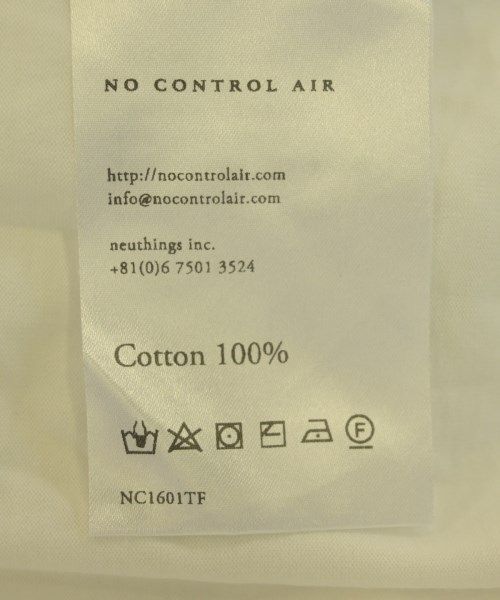 NO CONTROL AIR
http://nocontrolair.com
info@nocontrolair.com
neuthings inc.
+81(0)6 7501 3524
Cotton 100%
F
NC1601TF